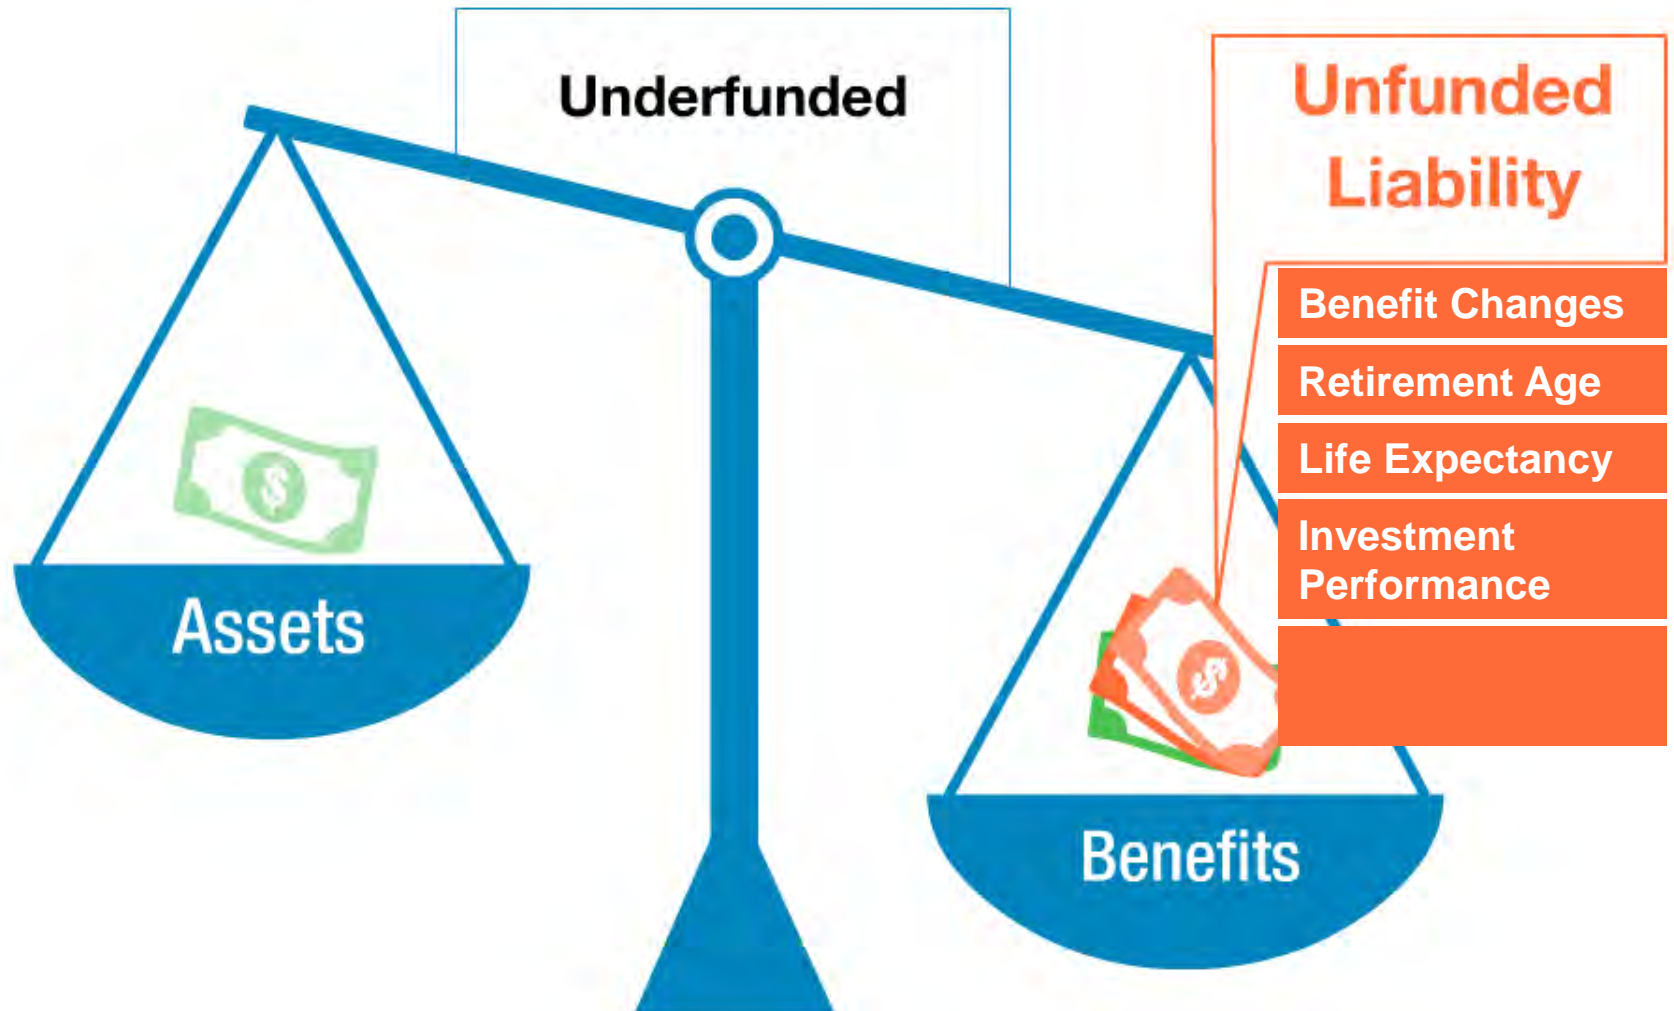 Underfunded
Unfunded
Liability
Benefit Changes
Retirement Age
Life Expectancy
Investment
Performance
$
Assets
$
Benefits